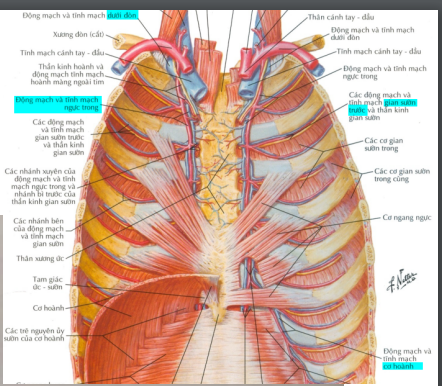 Động mạch và tĩnh mạch dưới đòn
Xương đòn (cắt)
Tĩnh mạch cánh tay - đầu
Thần kinh hoành và
động mạch tĩnh mạch
hoành màng ngoài tim
Động mạch và tĩnh mạch
ngực trong
Các động mạch
và tĩnh mạch
gian sườn trước
và thần kinh
gian sườn
Các nhánh xuyên của
động mạch và tĩnh
mạch ngực trong và
nhánh bì trước của
thần kinh gian sườn
Các nhánh bên
của động mạch
và tĩnh mạch
gian sườn
Thân xương ức
Tam giác
ức - sườn
Cơ hoành
Các trẽ nguyên ủy
sườn của cơ hoành
Thân cánh tay - đầu
Động mạch và tĩnh mạch
dưới đòn
Tĩnh mạch cánh tay - đầu
Động mạch và tĩnh mạch
ngực trong
Các động mạch và
tĩnh mạch gian sườn
trước và thần kinh
gian sườn
Các cơ gian
sườn trong
Các cơ gian sườn
trong cùng
Cơ ngang ngực
Động mạch và
tĩnh mạch
cơ hoành